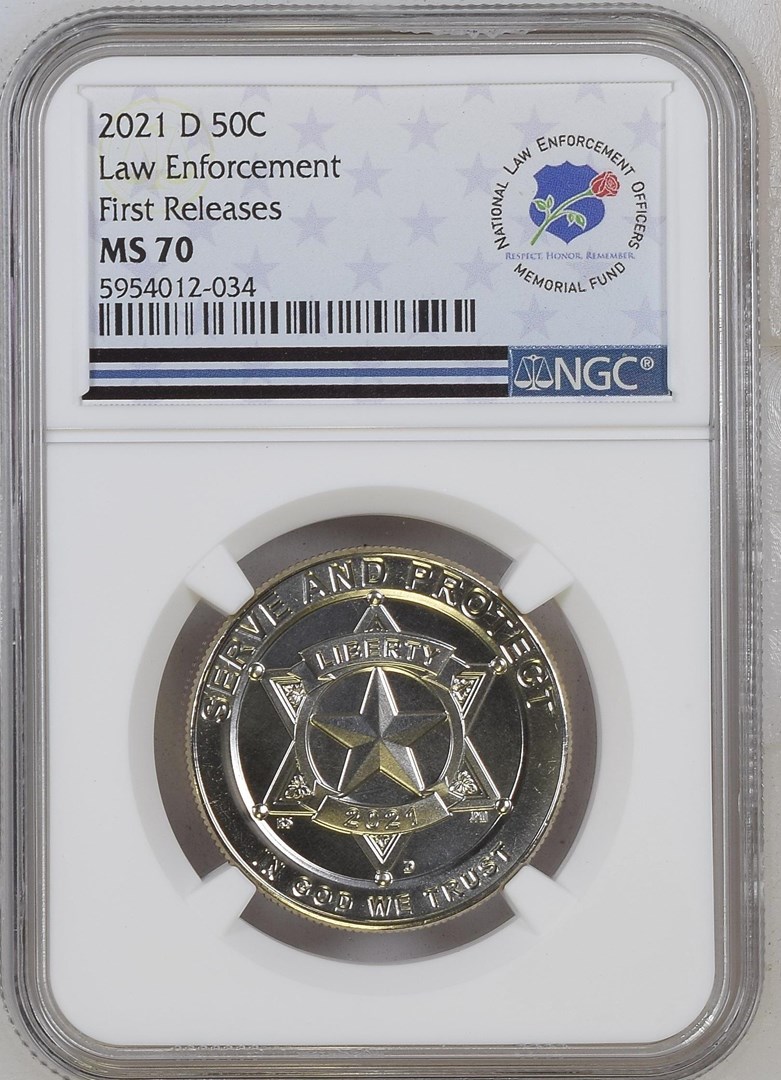 2021 D 50C
Law Enforcement
First Releases
MS 70
5954012-034
NATIONAL LAW ENFORCEMENT OFFICERS
RESPECT. HONOR. REMEMBER.
MEMORIAL FUND
NGC®
SERVE AND PROTECT
LIBERTY
2021
D
IN GOD WE TRUST